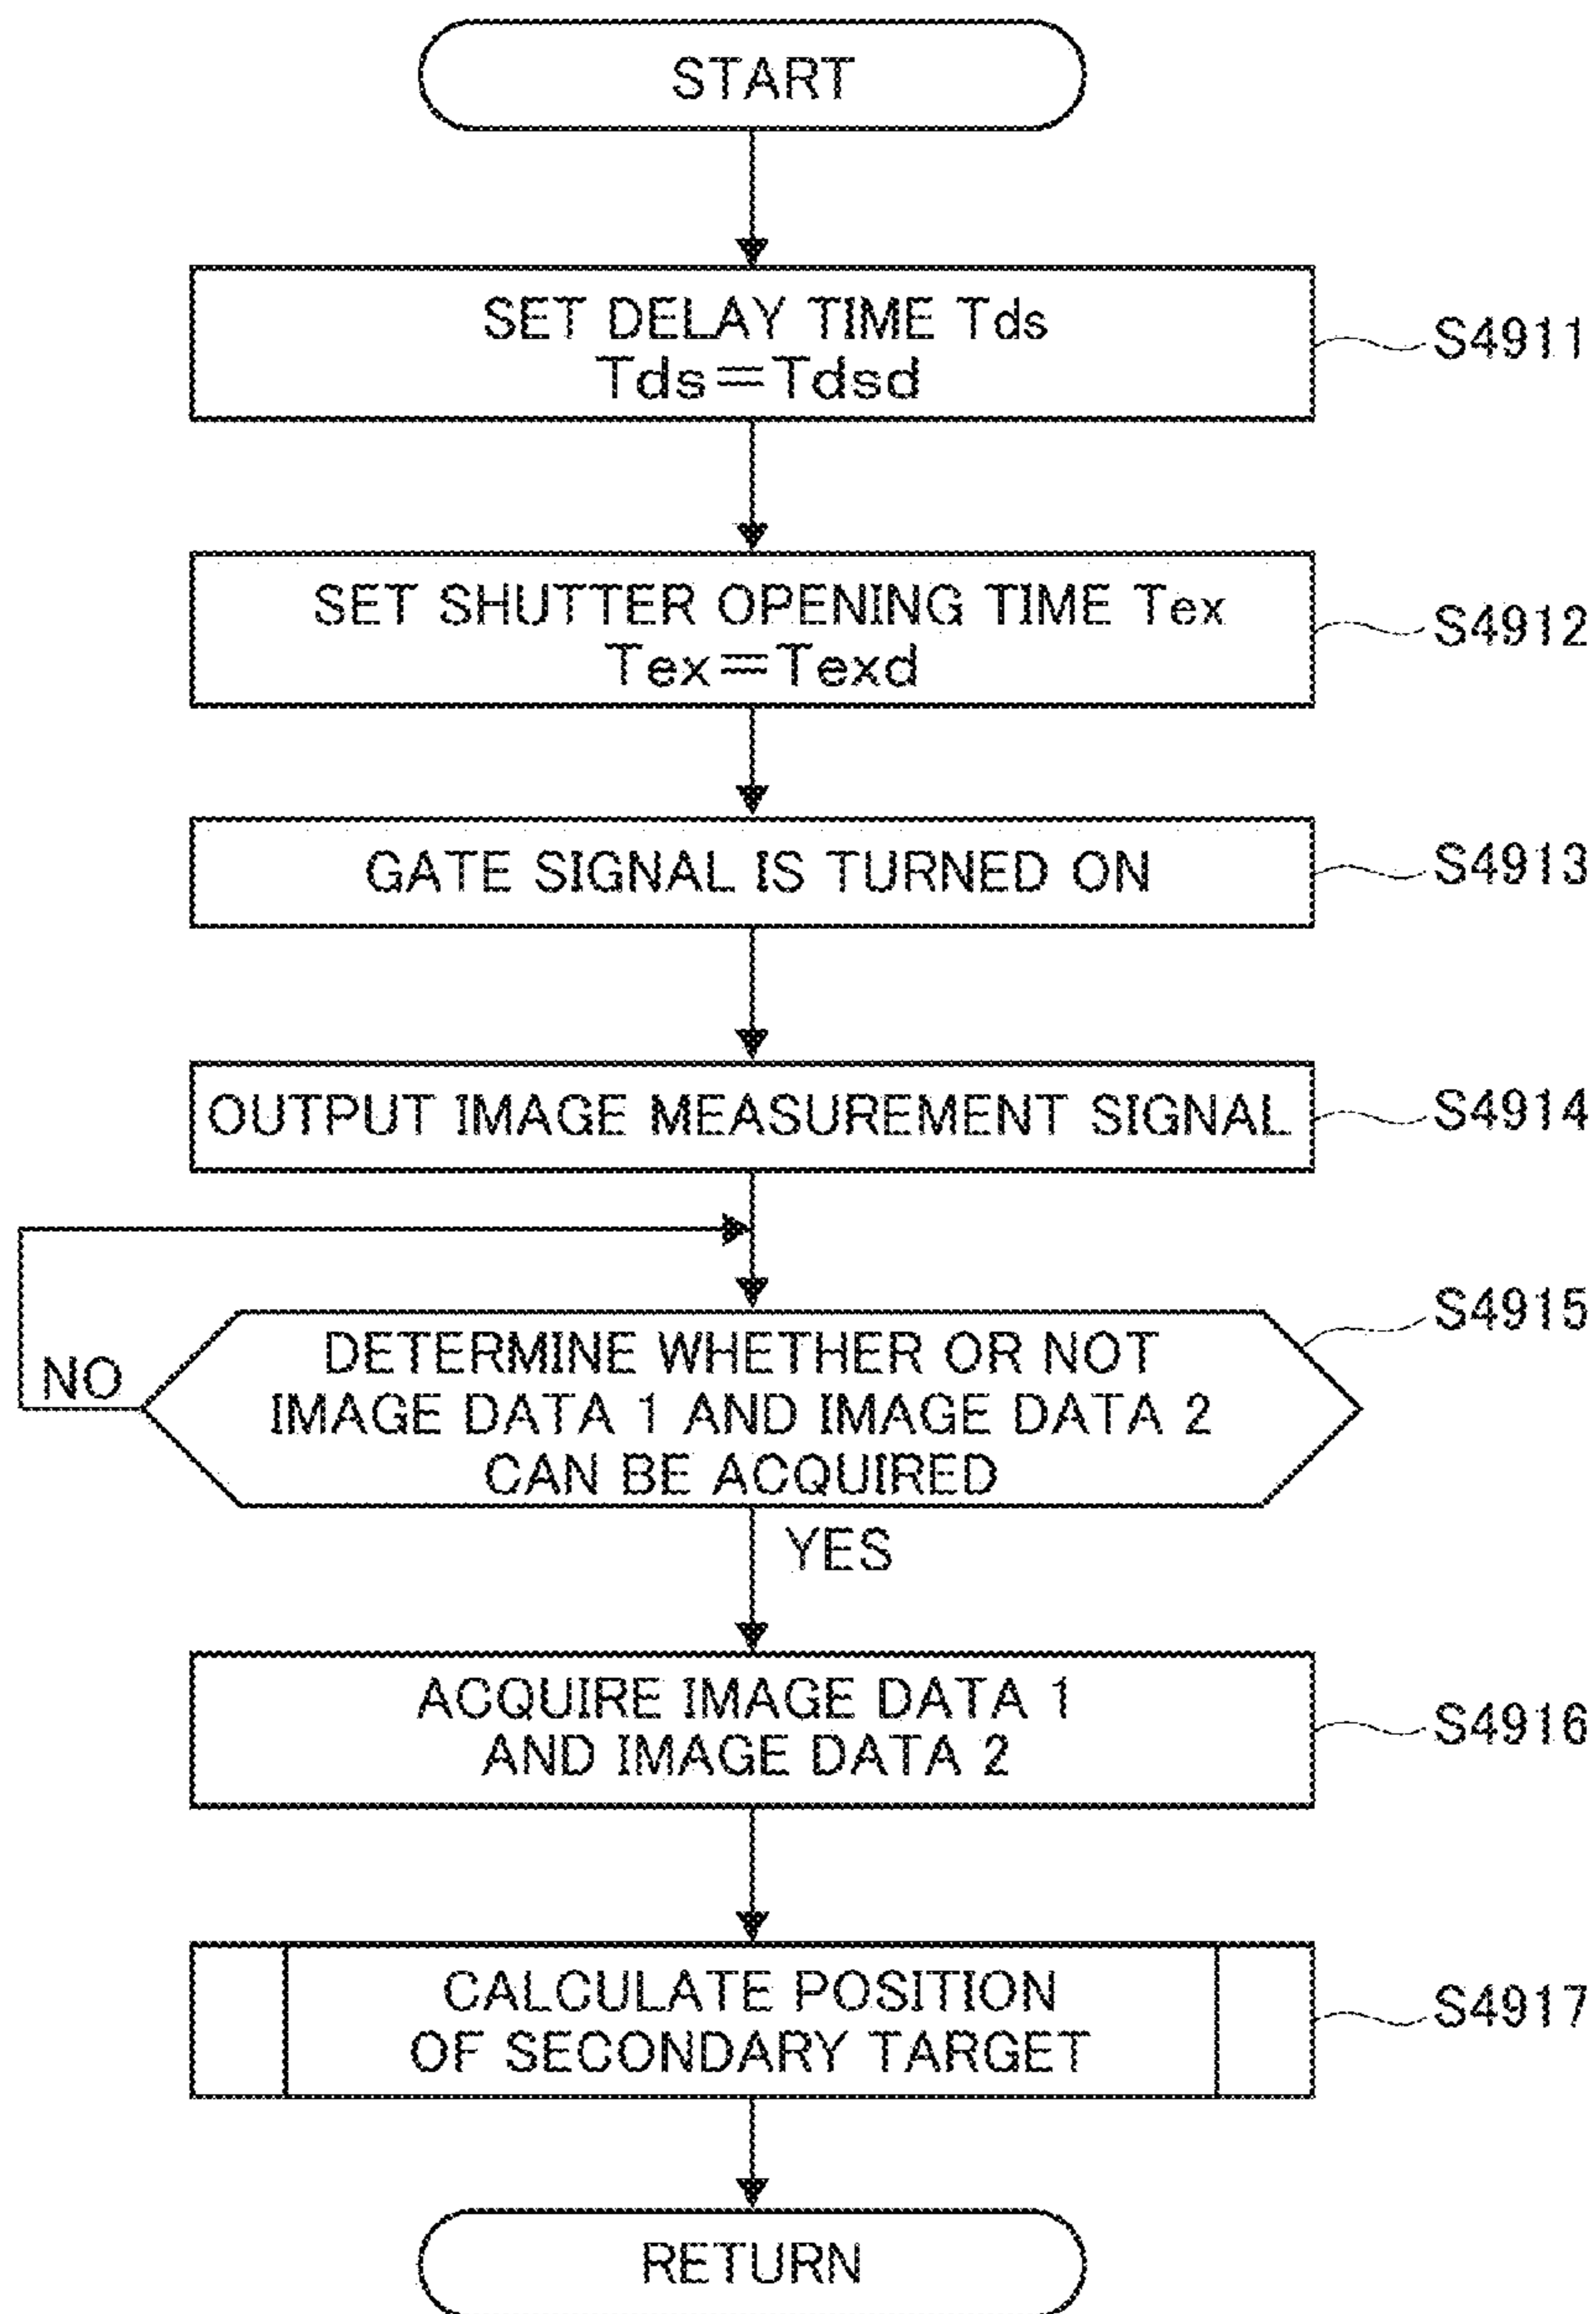 START
SET DELAY TIME Tds
Tds=Tdsd
S4911
SET SHUTTER OPENING TIME Tex
Tex=Texd
S4912
GATE SIGNAL IS TURNED ON
S4913
OUTPUT IMAGE MEASUREMENT SIGNAL
S4914
DETERMINE WHETHER OR NOT
IMAGE DATA 1 AND IMAGE DATA 2
CAN BE ACQUIRED
S4915
NO
YES
ACQUIRE IMAGE DATA 1
AND IMAGE DATA 2
S4916
CALCULATE POSITION
OF SECONDARY TARGET
S4917
RETURN